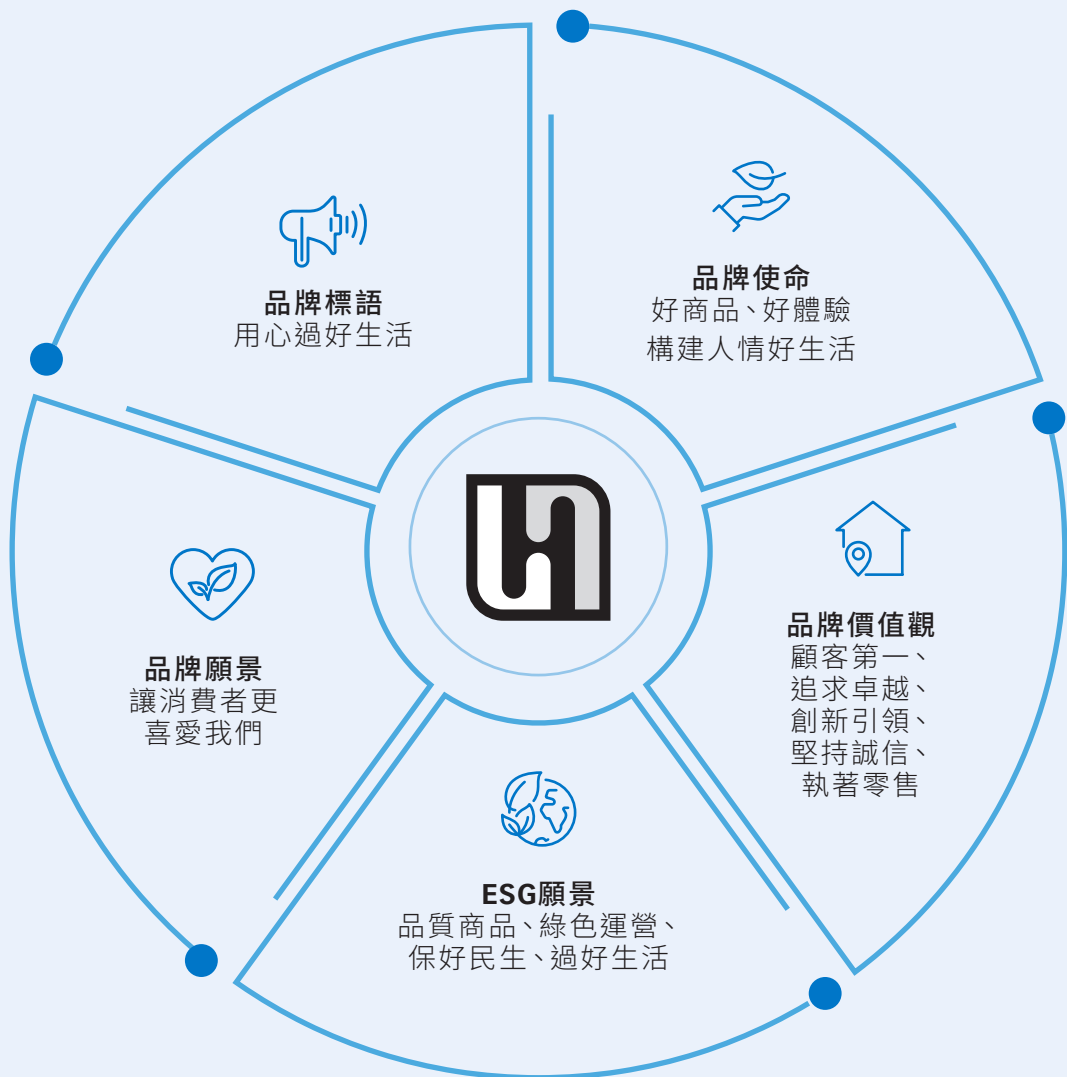 品牌標語
用心過好生活
品牌使命
好商品、好體驗
構建人情好生活
品牌價值觀
顧客第一、
追求卓越、
創新引領、
堅持誠信、
執著零售
ESG願景
品質商品、綠色運營、
保好民生、過好生活
品牌願景
讓消費者更
喜愛我們